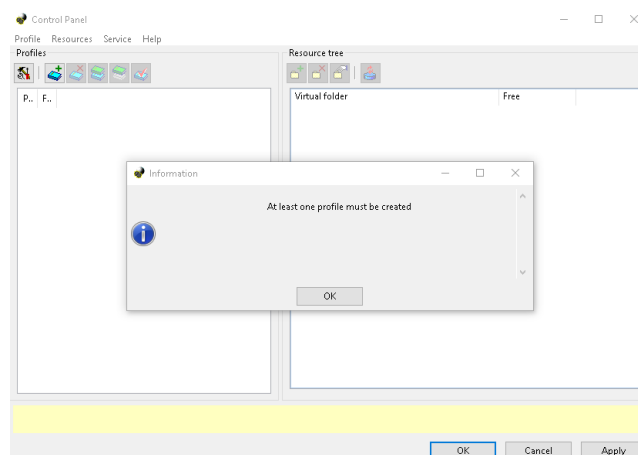 Control Panel
Profile Resources Service Help
Profiles
Resource tree
P.. F..
Virtual folder Free
Information
At least one profile must be created
OK
OK Cancel Apply